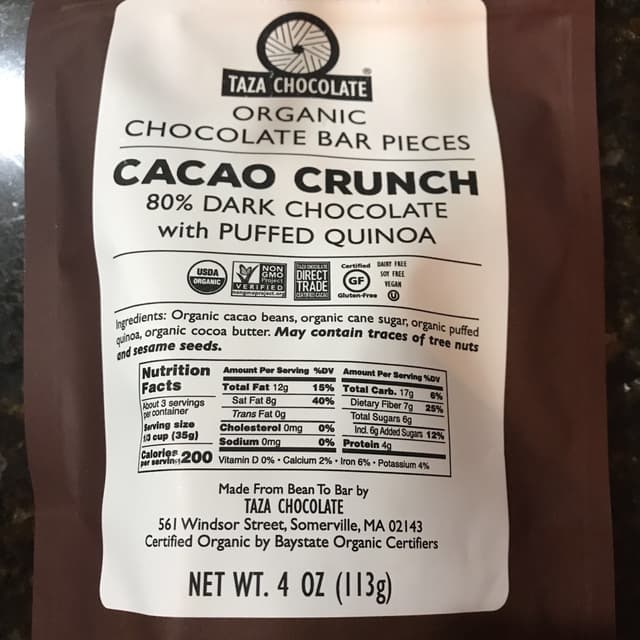 TAZA CHOCOLATE®
ORGANIC
CHOCOLATE BAR PIECES
CACAO CRUNCH
80% DARK CHOCOLATE
with PUFFED QUINOA
USDA
ORGANIC
NON
GMO
Project
VERIFIED
nongmoproject.org
TAZA CHOCOLATE
DIRECT
TRADE
CERTIFIED CACAO
Certified
GF
Gluten-Free
DAIRY FREE
SOY FREE
VEGAN
U
Ingredients: Organic cacao beans, organic cane sugar, organic puffed
quinoa, organic cocoa butter. May contain traces of tree nuts
and sesame seeds.
Nutrition
Facts
About 3 servings
per container
Serving size
1/3 cup (35g)
Calories
per serving 200
Amount Per Serving %DV
Total Fat 12g 15%
Sat Fat 8g 40%
Trans Fat 0g
Cholesterol 0mg 0%
Sodium 0mg 0%
Amount Per Serving %DV
Total Carb. 17g 6%
Dietary Fiber 7g 25%
Total Sugars 6g
Incl. 6g Added Sugars 12%
Protein 4g
Vitamin D 0% • Calcium 2% • Iron 6% • Potassium 4%
Made From Bean To Bar by
TAZA CHOCOLATE
561 Windsor Street, Somerville, MA 02143
Certified Organic by Baystate Organic Certifiers
NET WT. 4 OZ (113g)